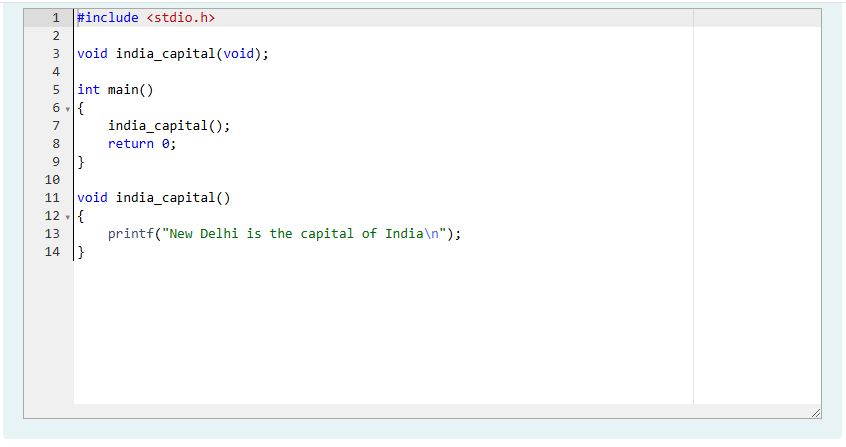 1 #include <stdio.h>
2
3 void india_capital(void);
4
5 int main()
6 {
7     india_capital();
8     return 0;
9 }
10
11 void india_capital()
12 {
13     printf("New Delhi is the capital of India\n");
14 }